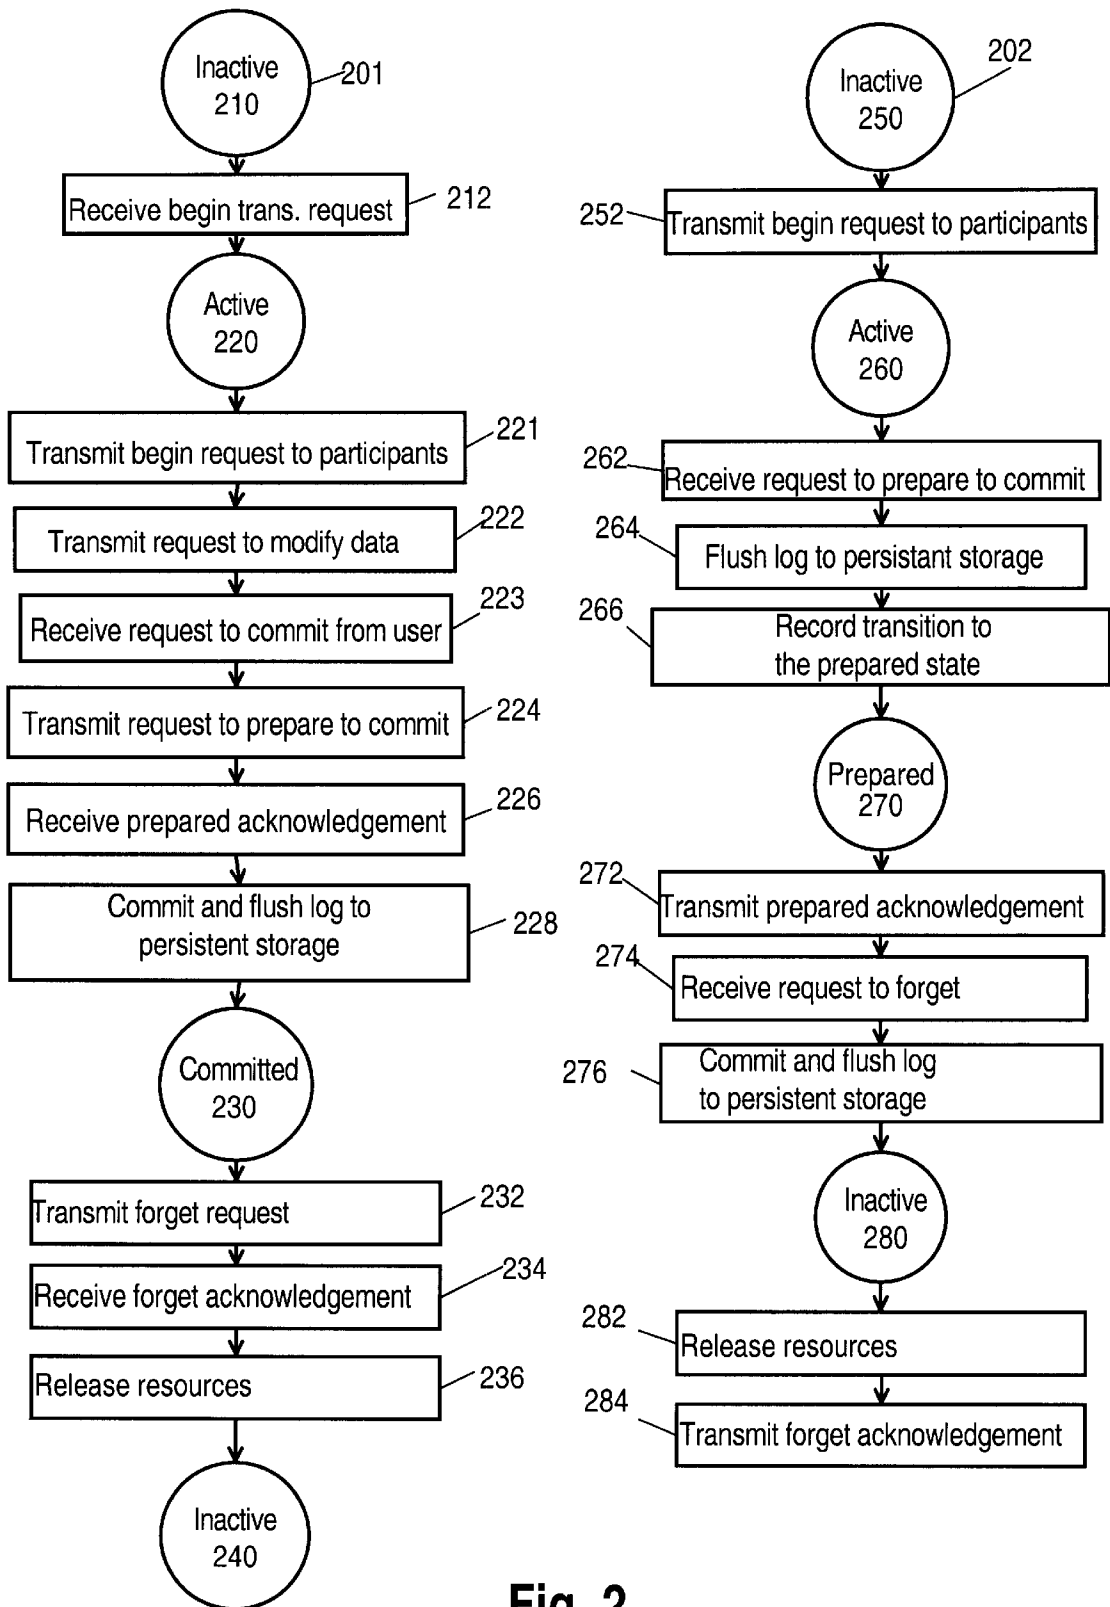 Inactive
210
201
Receive begin trans. request
212
Active
220
Transmit begin request to participants
221
Transmit request to modify data
222
Receive request to commit from user
223
Transmit request to prepare to commit
224
Receive prepared acknowledgement
226
Commit and flush log to
persistent storage
228
Committed
230
Transmit forget request
232
Receive forget acknowledgement
234
Release resources
236
Inactive
240
Inactive
250
202
252
Transmit begin request to participants
Active
260
262
Receive request to prepare to commit
264
Flush log to persistant storage
266
Record transition to
the prepared state
Prepared
270
272
Transmit prepared acknowledgement
274
Receive request to forget
276
Commit and flush log
to persistent storage
Inactive
280
282
Release resources
284
Transmit forget acknowledgement
Fig. 2